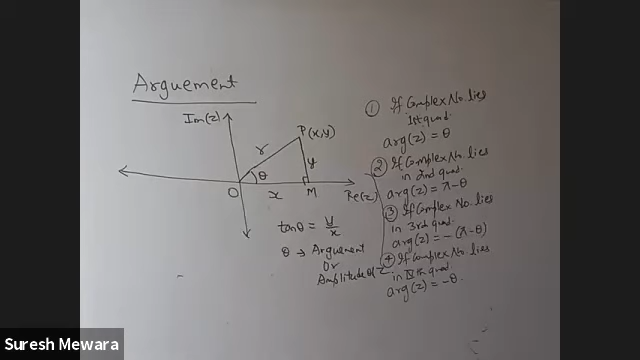 Arguement
Im(z)
P(x,y)
r
y
θ
O
x
M
Re(z)
tanθ = y/x
θ → Arguement
Or
Amplitude of Z
① If Complex No. lies
1st quad.
arg(z) = θ
② If Complex No. lies
in 2nd quad.
arg(z) = π-θ
③ If Complex No. lies
in 3rd quad.
arg(z) = -(π-θ)
④ If Complex No. lies
in IVth quad.
arg(z) = -θ.
Suresh Mewara